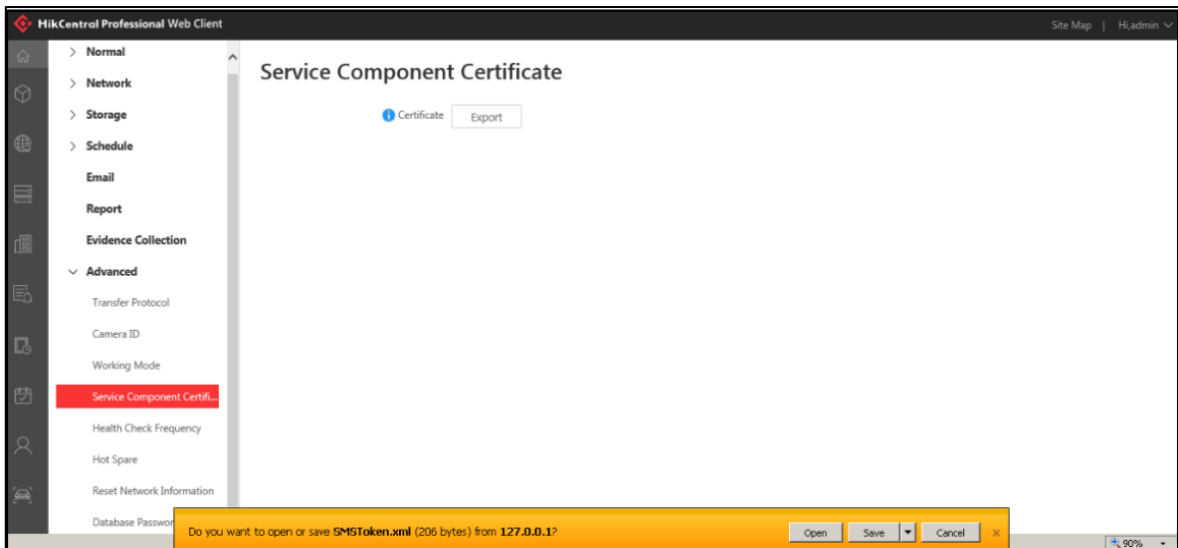 HikCentral Professional Web Client
Site Map | Hi,admin
Normal
Network
Storage
Schedule
Email
Report
Evidence Collection
Advanced
Transfer Protocol
Camera ID
Working Mode
Service Component Certifi...
Health Check Frequency
Hot Spare
Reset Network Information
Database Passwor
Service Component Certificate
Certificate Export
Do you want to open or save SMSToken.xml (206 bytes) from 127.0.0.1?
Open Save Cancel
90%